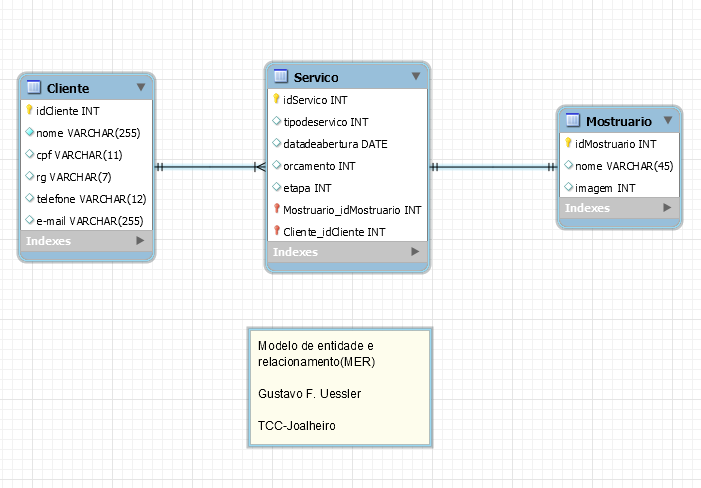 Cliente
idCliente INT
nome VARCHAR(255)
cpf VARCHAR(11)
rg VARCHAR(7)
telefone VARCHAR(12)
e-mail VARCHAR(255)
Indexes
Servico
idServico INT
tipodeservico INT
datadeabertura DATE
orcamento INT
etapa INT
Mostruario_idMostruario INT
Cliente_idCliente INT
Indexes
Mostruario
idMostruario INT
nome VARCHAR(45)
imagem INT
Indexes
Modelo de entidade e
relacionamento(MER)
Gustavo F. Uessler
TCC-Joalheiro